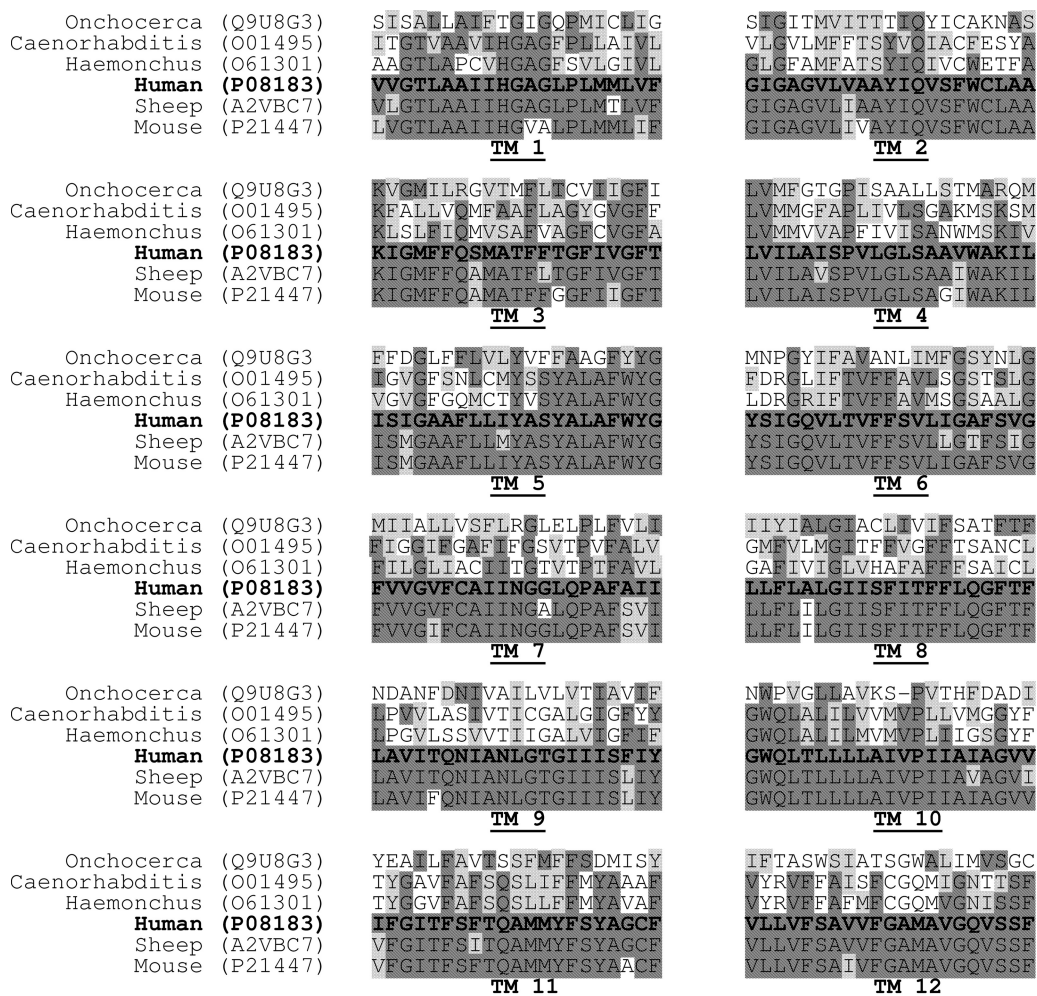 Onchocerca (Q9U8G3) SISALLAIFTGIGQPMICLIG SIGITMVITTTIQYICAKNAS
Caenorhabditis (O01495) ITGTVAAVIHGAGFPLLAIVL VLGVLMFFTSYVQIACFESYA
Haemonchus (O61301) AAGTLAPCVHGAGFSVLGIVL GLGFAMFATSYIQIVCWETFA
Human (P08183) VVGTLAAIIHGAGLPLMMLVF GIGAGVLVAAYIQVSFWCLAA
Sheep (A2VBC7) VLGTLAAIIHGAGLPLMTLVF GIGAGVLIAAYIQVSFWCLAA
Mouse (P21447) LVGTLAAIIHGVALPLMMLIF GIGAGVLIVAYIQVSFWCLAA
TM 1 TM 2
Onchocerca (Q9U8G3) KVGMILRGVTMFLTCVIIGFI LVMFGTGPISAALLSTMARQM
Caenorhabditis (O01495) KFALLVQMFAAFLAGYGVGFF LVMMGFAPLIVLSGAKMSKSM
Haemonchus (O61301) KLSLFIQMVSAFVAGFCVGFA LVMMVVAPFIVISANWMSKIV
Human (P08183) KIGMFFQSMATFFTGFIVGFT LVILAISPVLGLSAAVWAKIL
Sheep (A2VBC7) KIGMFFQAMATFLTGFIVGFT LVILAVSPVLGLSAAIWAKIL
Mouse (P21447) KIGMFFQAMATFFGGFIIGFT LVILAISPVLGLSAGIWAKIL
TM 3 TM 4
Onchocerca (Q9U8G3 FFDGLFFLVLYVFFAAGFYYG MNPGYIFAVANLIMFGSYNLG
Caenorhabditis (O01495) IGVGFSNLCMYSSYALAFWYG FDRGLIFTVFFAVLSGSTSLG
Haemonchus (O61301) VGVGFGQMCTYVSYALAFWYG LDRGRIFTVFFAVMSGSAALG
Human (P08183) ISIGAAFLLIYASYALAFWYG YSIGQVLTVFFSVLIGAFSVG
Sheep (A2VBC7) ISMGAAFLLMYASYALAFWYG YSIGQVLTVFFSVLLGTFSIG
Mouse (P21447) ISMGAAFLLIYASYALAFWYG YSIGQVLTVFFSVLIGAFSVG
TM 5 TM 6
Onchocerca (Q9U8G3) MIIALLVSFLRGLELPLFVLI IIYIALGIACLIVIFSATFTF
Caenorhabditis (O01495) FIGGIFGAFIFGSVTPVFALV GMFVLMGITFFVGFFTSANCL
Haemonchus (O61301) FILGLIACIITGTVTPTFAVL GAFIVIGLVHAFAFFFSAICL
Human (P08183) FVVGVFCAIINGGLQPAFAII LLFLALGIISFITFFLQGFTF
Sheep (A2VBC7) FVVGVFCAIINGALQPAFSVI LLFLILGIISFITFFLQGFTF
Mouse (P21447) FVVGIFCAIINGGLQPAFSVI LLFLILGIISFITFFLQGFTF
TM 7 TM 8
Onchocerca (Q9U8G3) NDANFDNIVAILVLVTIAVIF NWPVGLLAVKS-PVTHFDADI
Caenorhabditis (O01495) LPVVLASIVTICGALGIGFYY GWQLALILVVMVPLLVMGGYF
Haemonchus (O61301) LPGVLSSVVTIIGALVIGFIF GWQLALILMVMVPLIIGSGYF
Human (P08183) LAVITQNIANLGTGIIISFIY GWQLTLLLLAIVPIIAIAGVV
Sheep (A2VBC7) LAVITQNIANLGTGIIISLIY GWQLTLLLLAIVPIIAVAGVI
Mouse (P21447) LAVIFQNIANLGTGIIISLIY GWQLTLLLLAIVPIIAIAGVV
TM 9 TM 10
Onchocerca (Q9U8G3) YEAILFAVTSSFMFFSDMISY IFTASWSIATSGWALIMVSGC
Caenorhabditis (O01495) TYGAVFAFSQSLIFFMYAAAF VYRVFFAISFCGQMIGNTTSF
Haemonchus (O61301) TYGGVFAFSQSLLFFMYAVAF VYRVFFAFMFCGQMVGNISSF
Human (P08183) IFGITFSFTQAMMYFSYAGCF VLLVFSAVVFGAMAVGQVSSF
Sheep (A2VBC7) VFGITFSITQAMMYFSYAGCF VLLVFSAVVFGAMAVGQVSSF
Mouse (P21447) VFGITFSFTQAMMYFSYAACF VLLVFSAIVFGAMAVGQVSSF
TM 11 TM 12